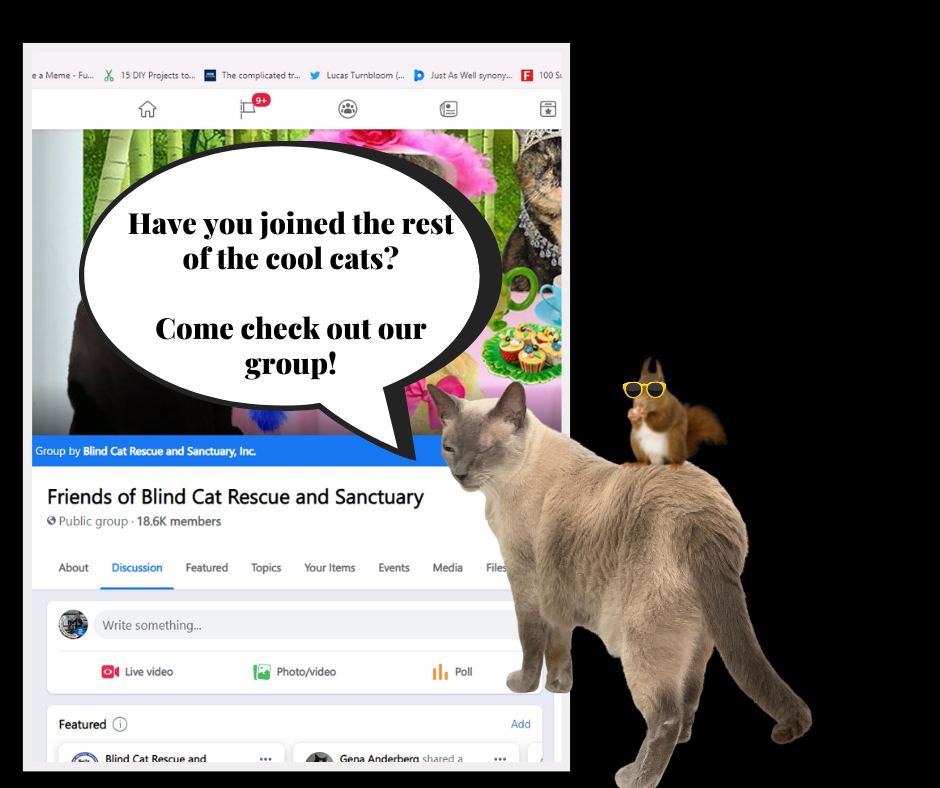 e a Meme - Fu... 15 DIY Projects to... The complicated tr... Lucas Turnbloom (... Just As Well synony... 100 Su
9+
Have you joined the rest
of the cool cats?
Come check out our
group!
Group by Blind Cat Rescue and Sanctuary, Inc.
Friends of Blind Cat Rescue and Sanctuary
Public group · 18.6K members
About Discussion Featured Topics Your Items Events Media Files
Write something...
Live video Photo/video Poll
Featured Add
Blind Cat Rescue and ... Gena Anderberg shared a ...